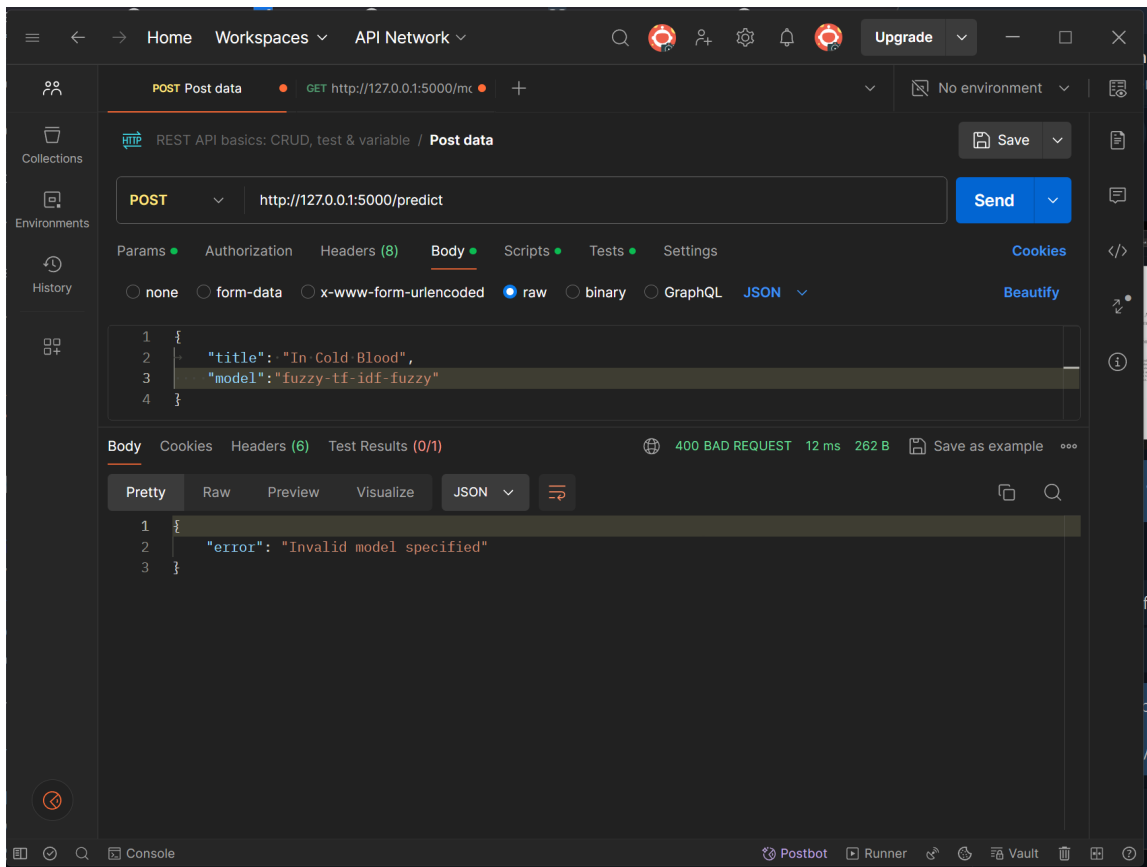 Home Workspaces API Network Upgrade
POST Post data GET http://127.0.0.1:5000/mc No environment
HTTP REST API basics: CRUD, test & variable / Post data Save
Collections
POST http://127.0.0.1:5000/predict Send
Environments
Params Authorization Headers (8) Body Scripts Tests Settings Cookies
History
none form-data x-www-form-urlencoded raw binary GraphQL JSON Beautify
1 {
2 "title": "In Cold Blood",
3 "model":"fuzzy-tf-idf-fuzzy"
4 }
Body Cookies Headers (6) Test Results (0/1) 400 BAD REQUEST 12 ms 262 B Save as example
Pretty Raw Preview Visualize JSON
1 {
2 "error": "Invalid model specified"
3 }
Console Postbot Runner Vault